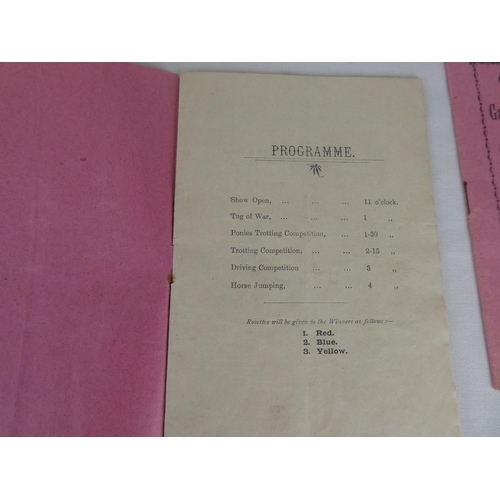 PROGRAMME.
Show Open, ... ... 11 o'clock.
Tug of War, ... ... 1 „
Ponies Trotting Competition, ... 1-30 „
Trotting Competition, ... ... 2-15 „
Driving Competition ... ... 3 „
Horse Jumping, ... ... 4 „
Rosettes will be given to the Winners as follows:—
1. Red.
2. Blue.
3. Yellow.